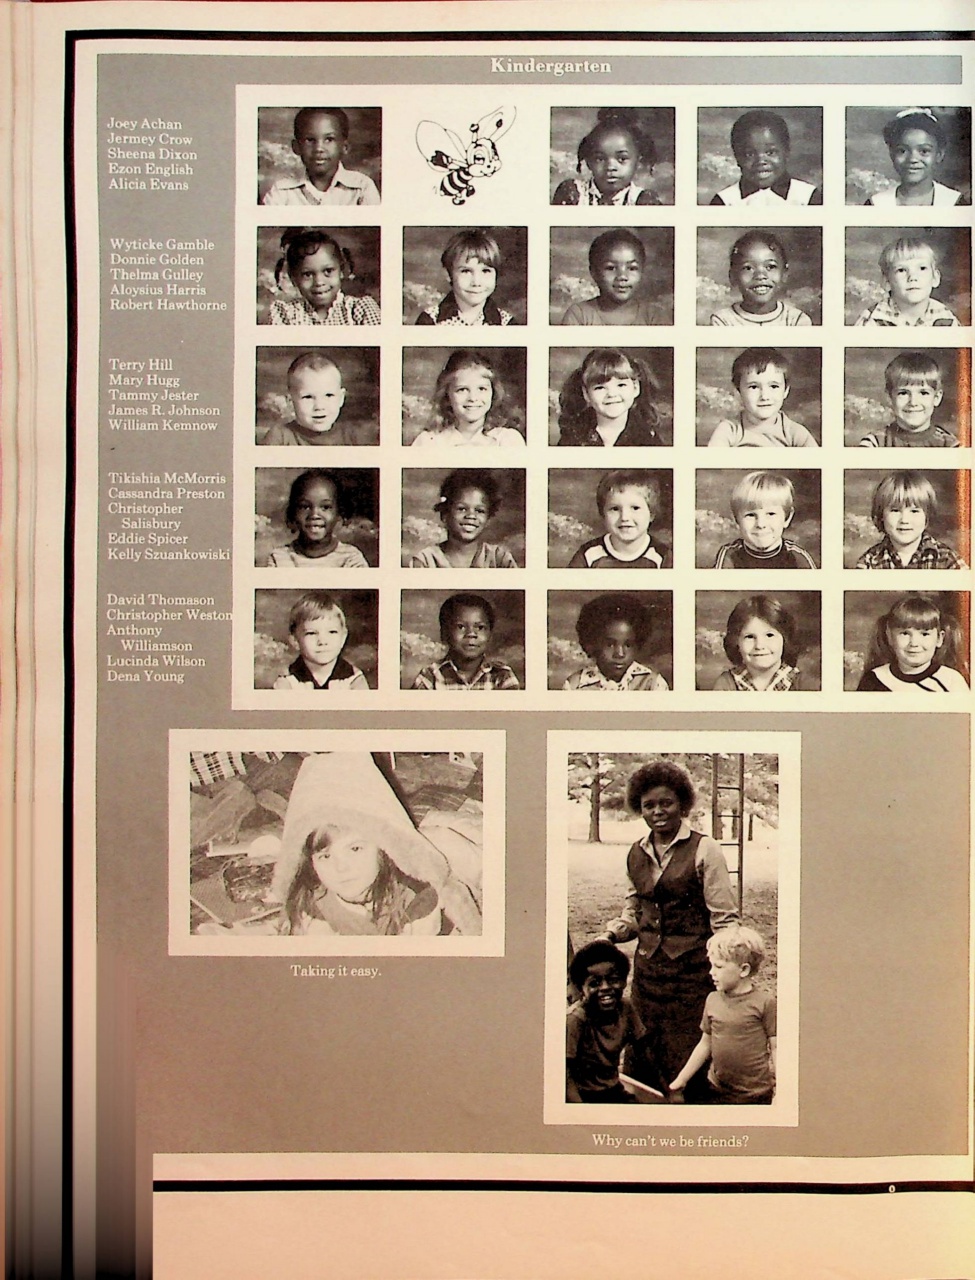 Kindergarten
Joey Achan
Jermey Crow
Sheena Dixon
Ezon English
Alicia Evans
Wyticke Gamble
Donnie Golden
Thelma Gulley
Aloysius Harris
Robert Hawthorne
Terry Hill
Mary Hugg
Tammy Jester
James R. Johnson
William Kemnow
Tikishia McMorris
Cassandra Preston
Christopher
Salisbury
Eddie Spicer
Kelly Szuankowiski
David Thomason
Christopher Weston
Anthony
Williamson
Lucinda Wilson
Dena Young
Taking it easy.
Why can't we be friends?
0